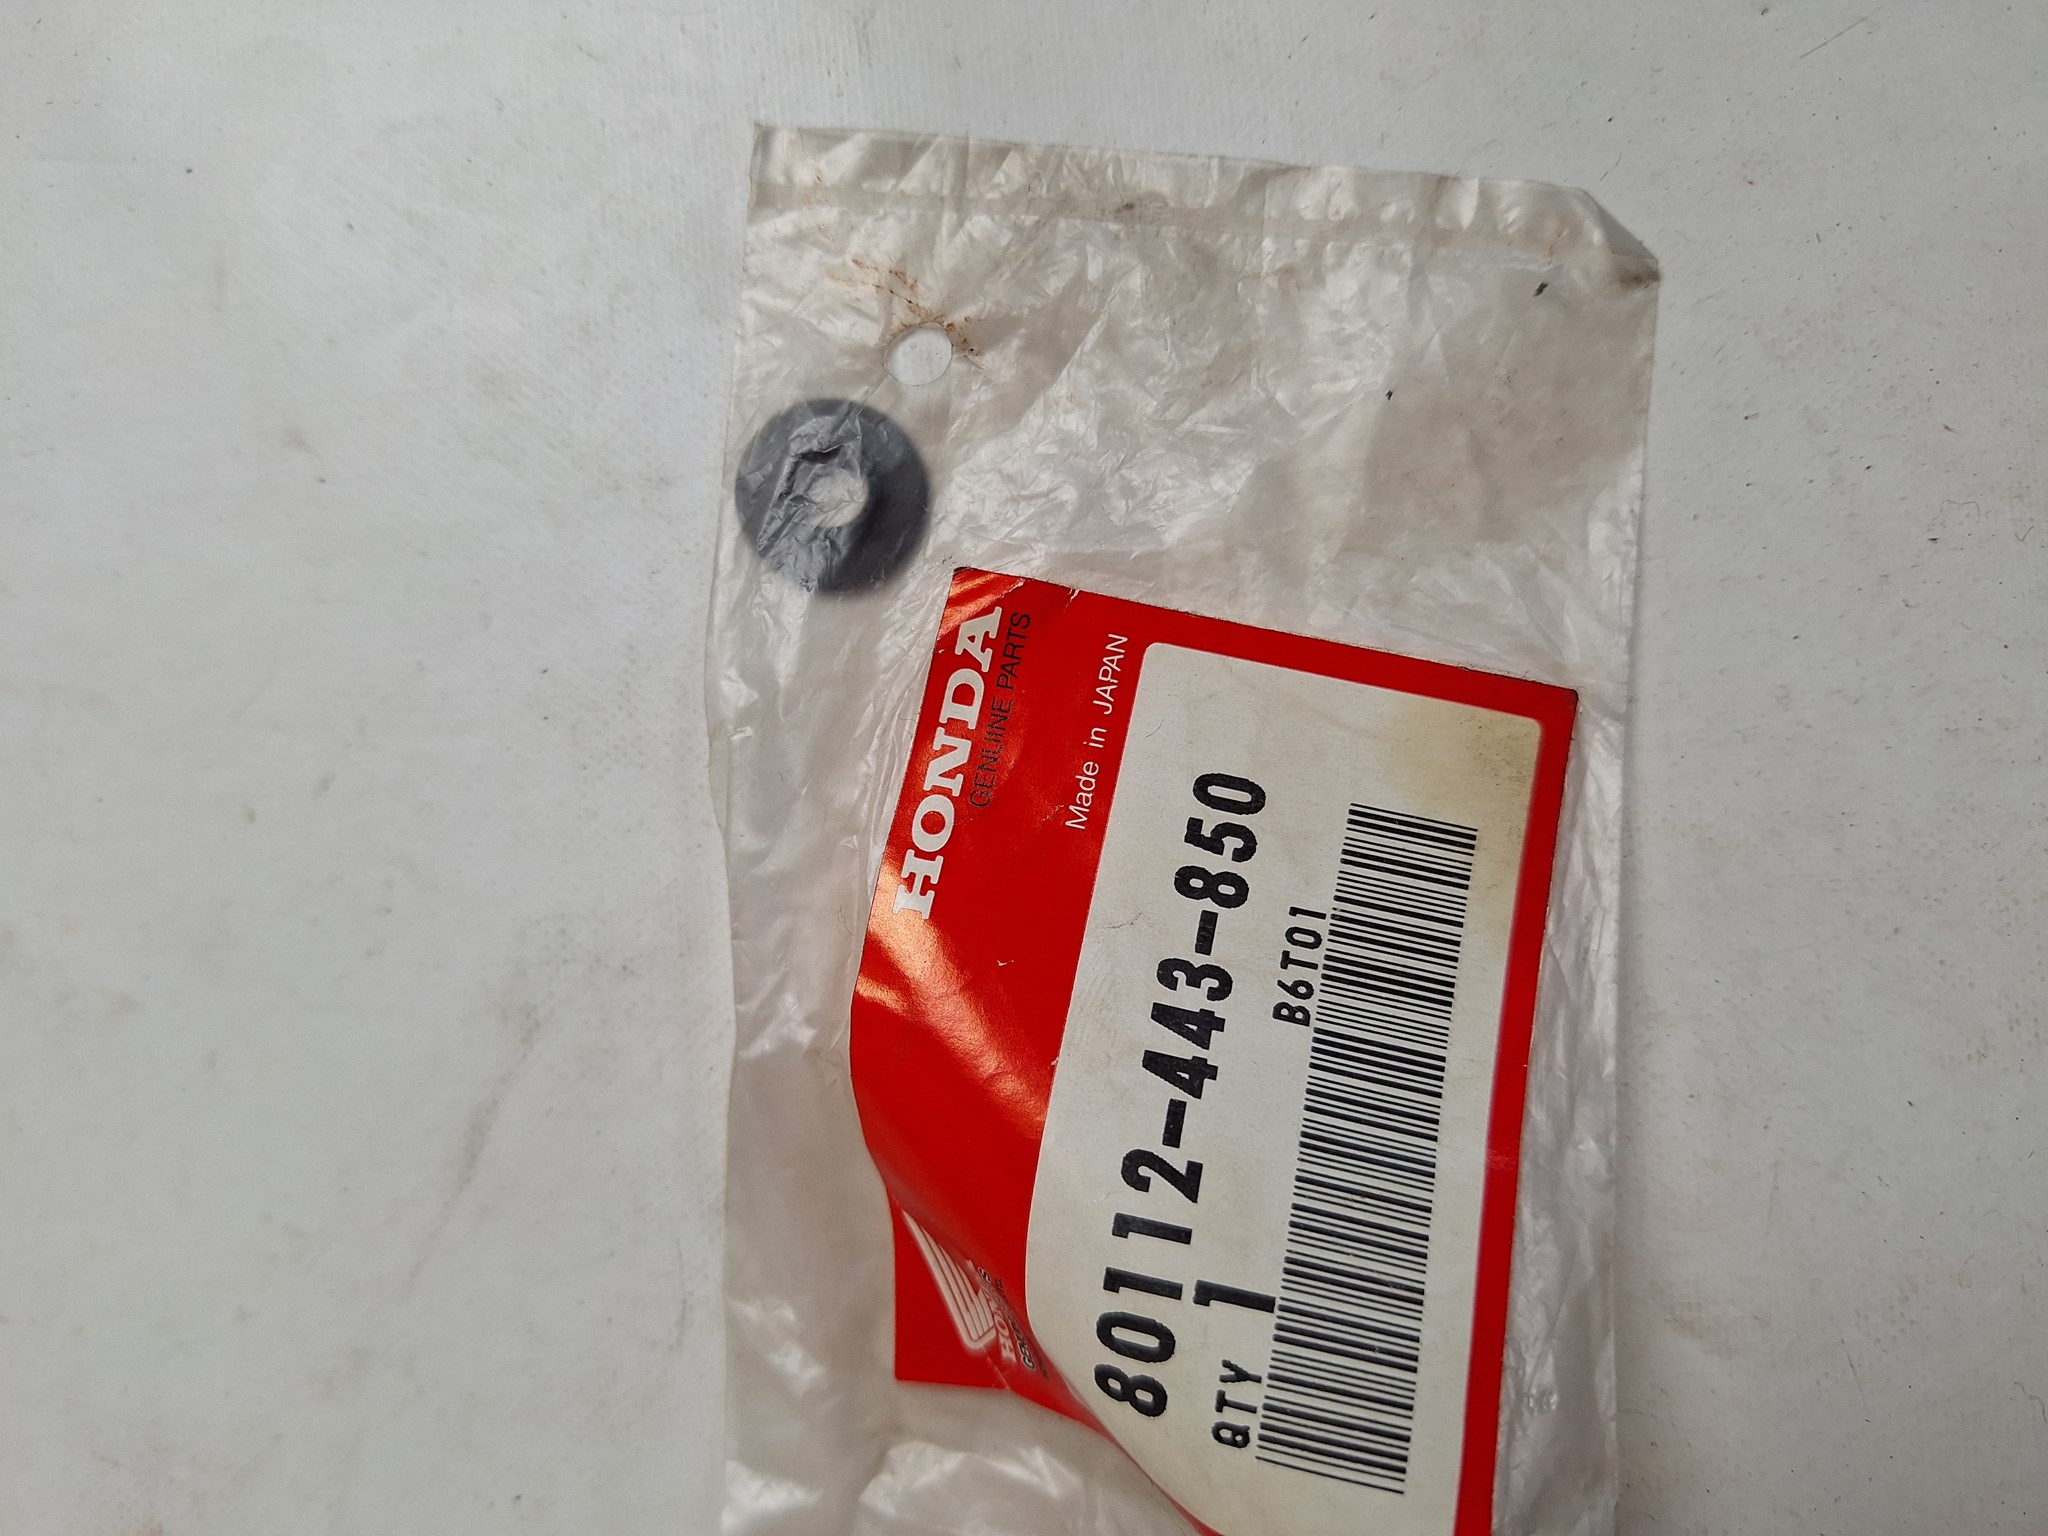 HONDA
GENUINE PARTS
Made in JAPAN
80112-443-850
QTY 1
B6T01